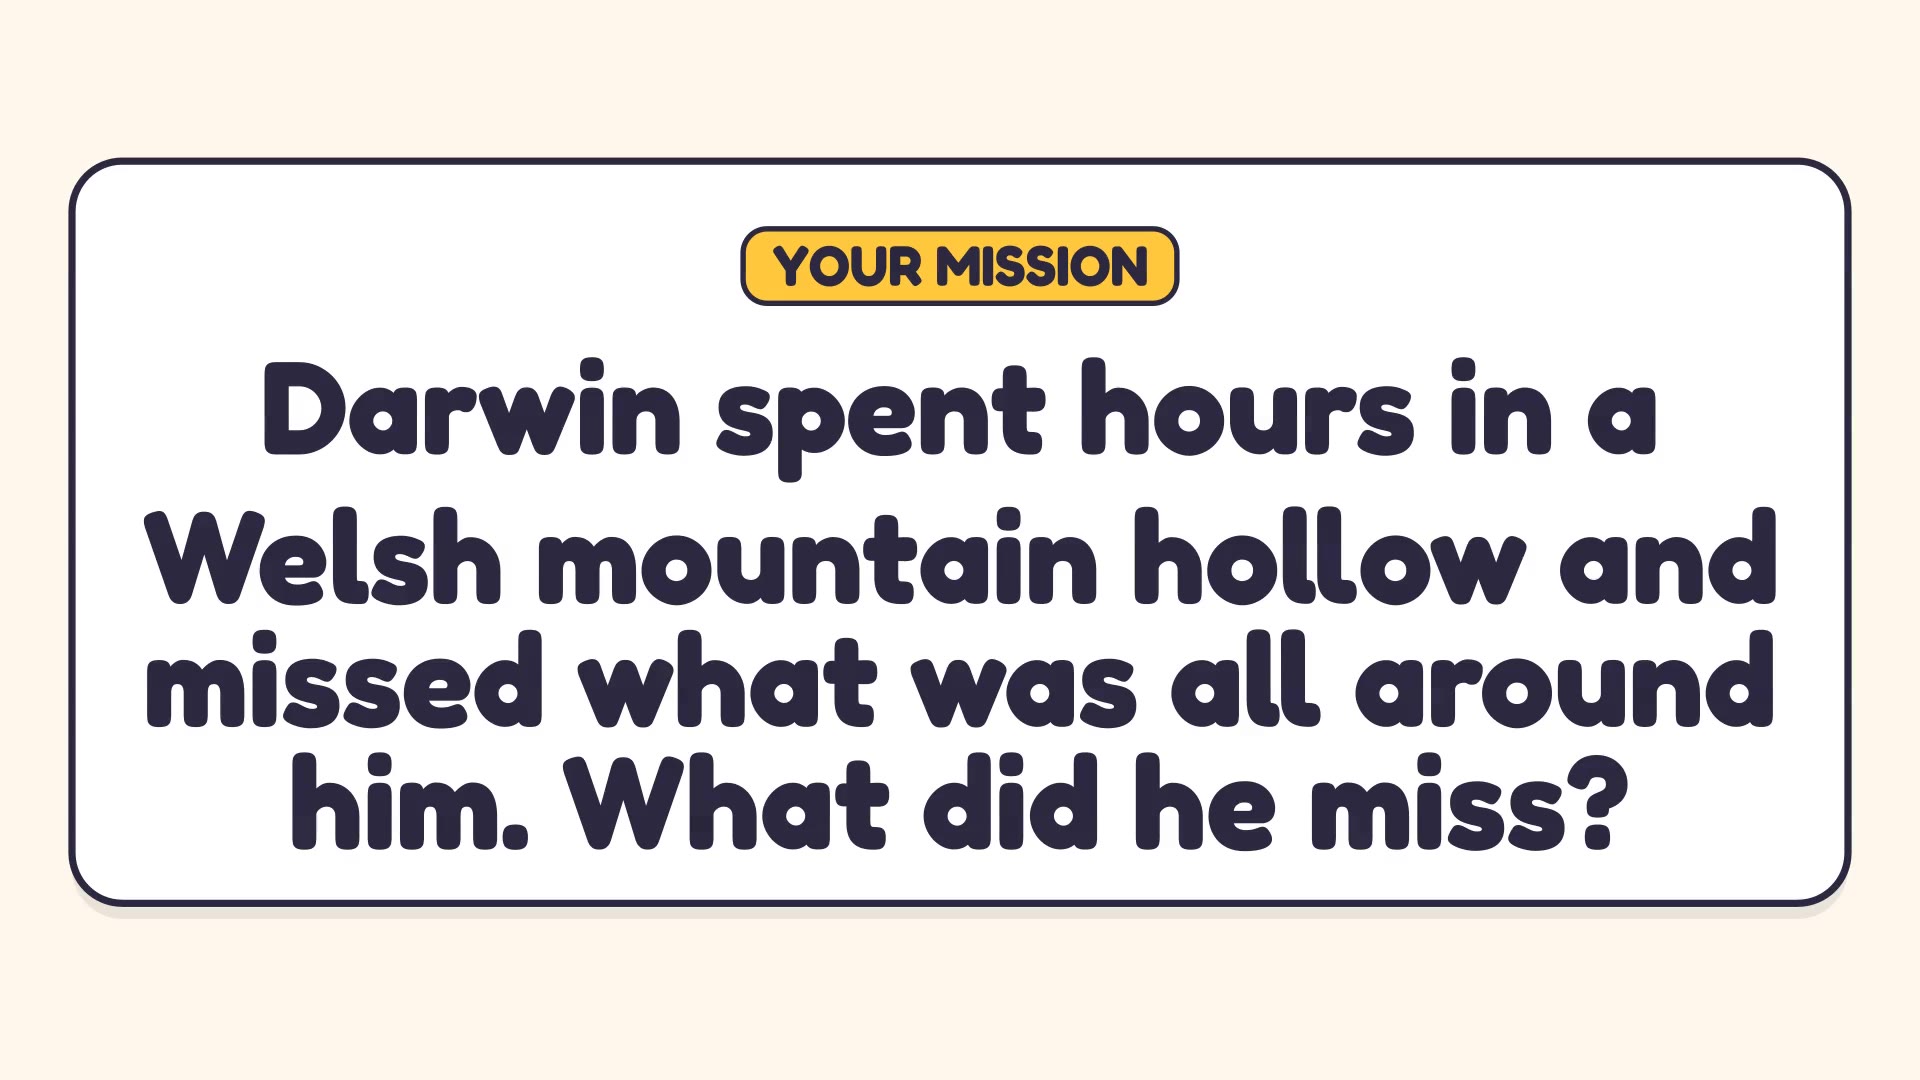 YOUR MISSION
Darwin spent hours in a
Welsh mountain hollow and
missed what was all around
him. What did he miss?